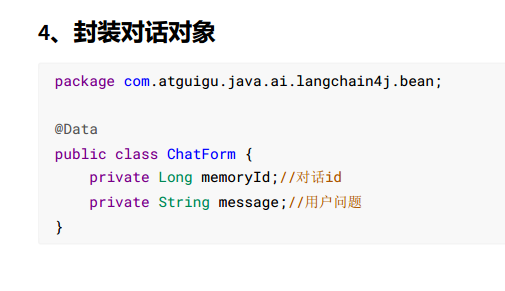 4、封装对话对象
package com.atguigu.java.ai.langchain4j.bean;
@Data
public class ChatForm {
    private Long memoryId;//对话id
    private String message;//用户问题
}